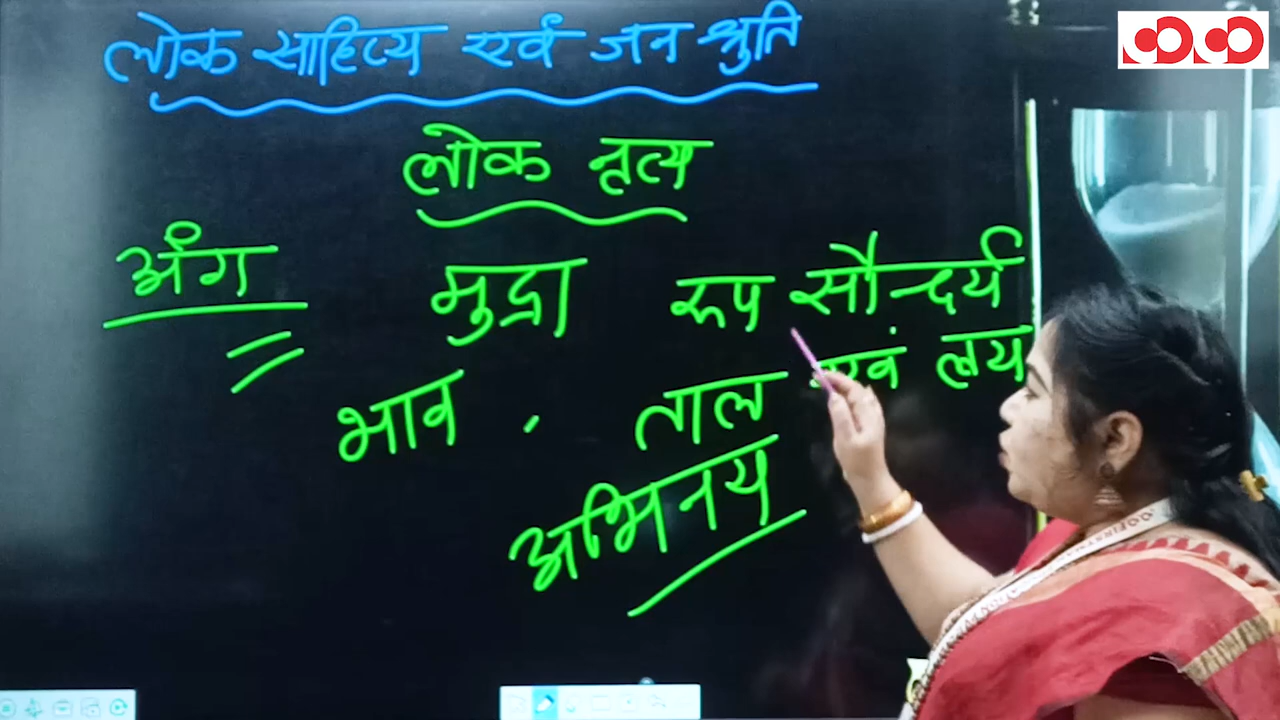 लोक साहित्य एवं जन श्रुति
लोक नृत्य
अंग मुद्रा रूप सौन्दर्य
एवं लय
भाव . ताल
अभिनय